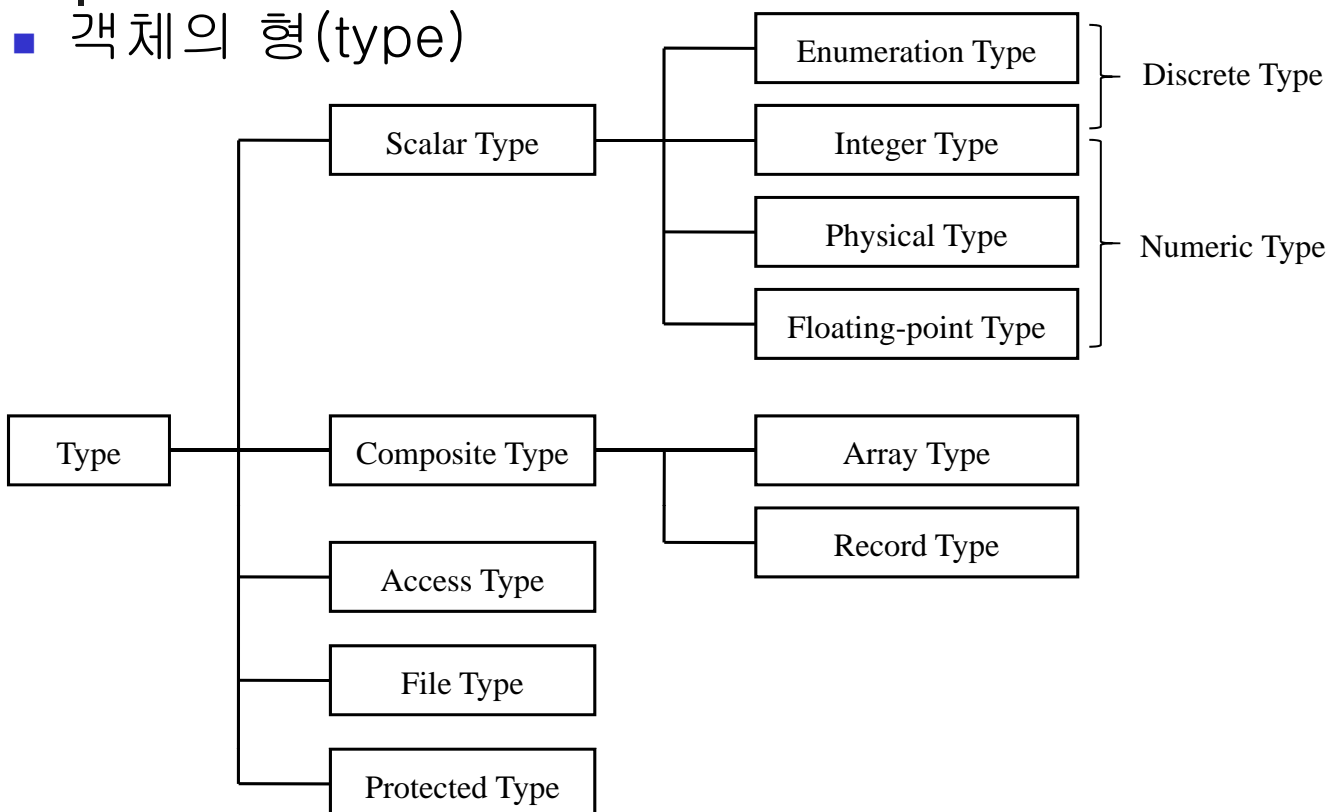 객체의 형(type)
Enumeration Type
Discrete Type
Scalar Type
Integer Type
Physical Type
Numeric Type
Floating-point Type
Type
Composite Type
Array Type
Record Type
Access Type
File Type
Protected Type